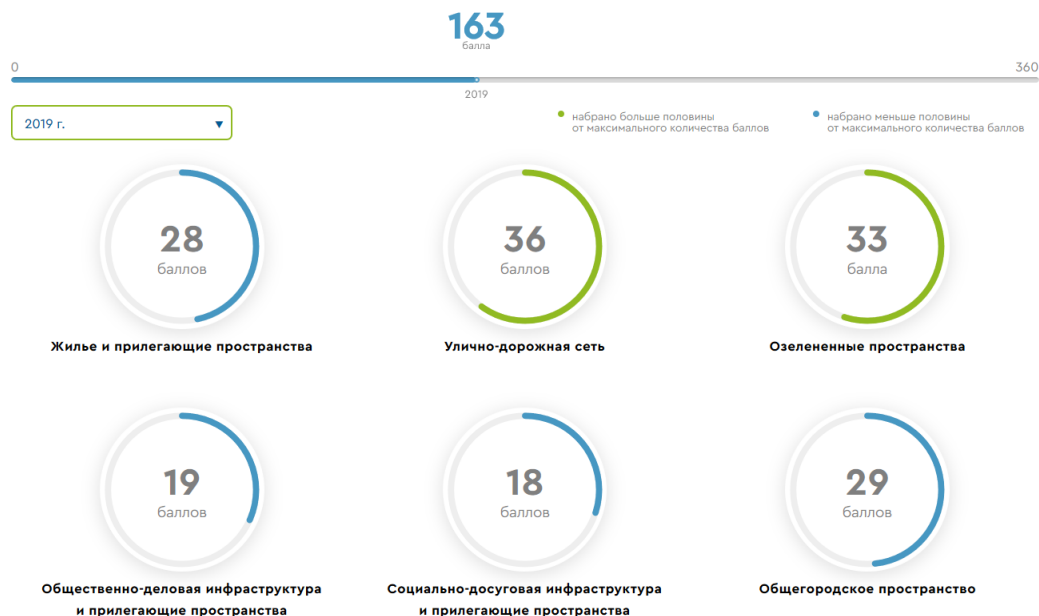 163
балла
0
360
2019
2019 г.
набрано больше половины
от максимального количества баллов
набрано меньше половины
от максимального количества баллов
28
баллов
Жилье и прилегающие пространства
36
баллов
Улично-дорожная сеть
33
балла
Озелененные пространства
19
баллов
Общественно-деловая инфраструктура
и прилегающие пространства
18
баллов
Социально-досуговая инфраструктура
и прилегающие пространства
29
баллов
Общегородское пространство